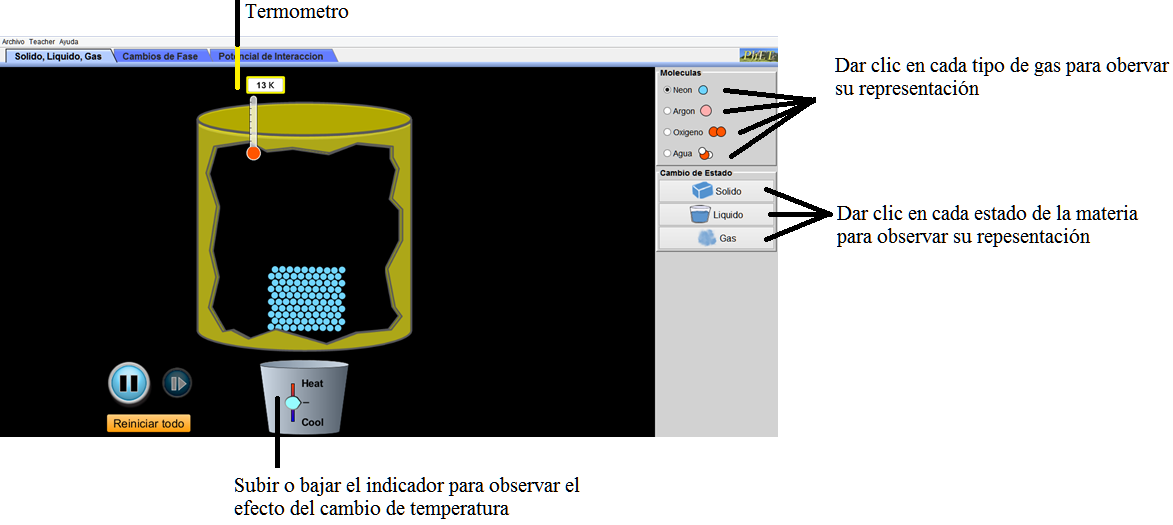 Termometro
Archivo Teacher Ayuda
Solido, Liquido, Gas
Cambios de Fase
Potencial de Interaccion
PhET
13 K
Moleculas
Neon
Argon
Oxigeno
Agua
Dar clic en cada tipo de gas para obervar
su representación
Cambio de Estado
Solido
Liquido
Gas
Dar clic en cada estado de la materia
para observar su repesentación
Heat
Cool
Reiniciar todo
Subir o bajar el indicador para observar el
efecto del cambio de temperatura